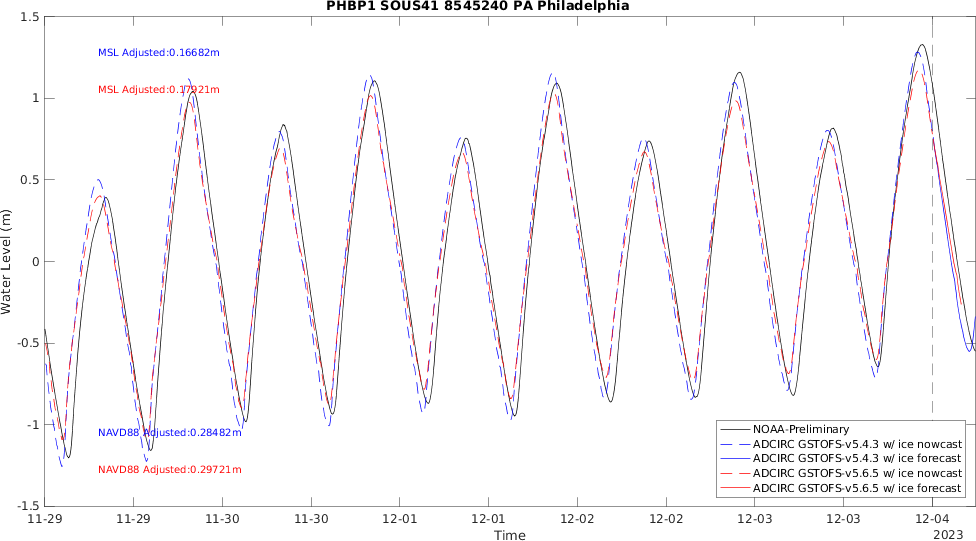 PHBP1 SOUS41 8545240 PA Philadelphia
1.5
1
0.5
0
-0.5
-1
-1.5
Water Level (m)
MSL Adjusted:0.16682m
MSL Adjusted:0.17921m
NAVD88 Adjusted:0.28482m
NAVD88 Adjusted:0.29721m
NOAA-Preliminary
ADCIRC GSTOFS-v5.4.3 w/ ice nowcast
ADCIRC GSTOFS-v5.4.3 w/ ice forecast
ADCIRC GSTOFS-v5.6.5 w/ ice nowcast
ADCIRC GSTOFS-v5.6.5 w/ ice forecast
11-29 11-29 11-30 11-30 12-01 12-01 12-02 12-02 12-03 12-03 12-04
2023
Time